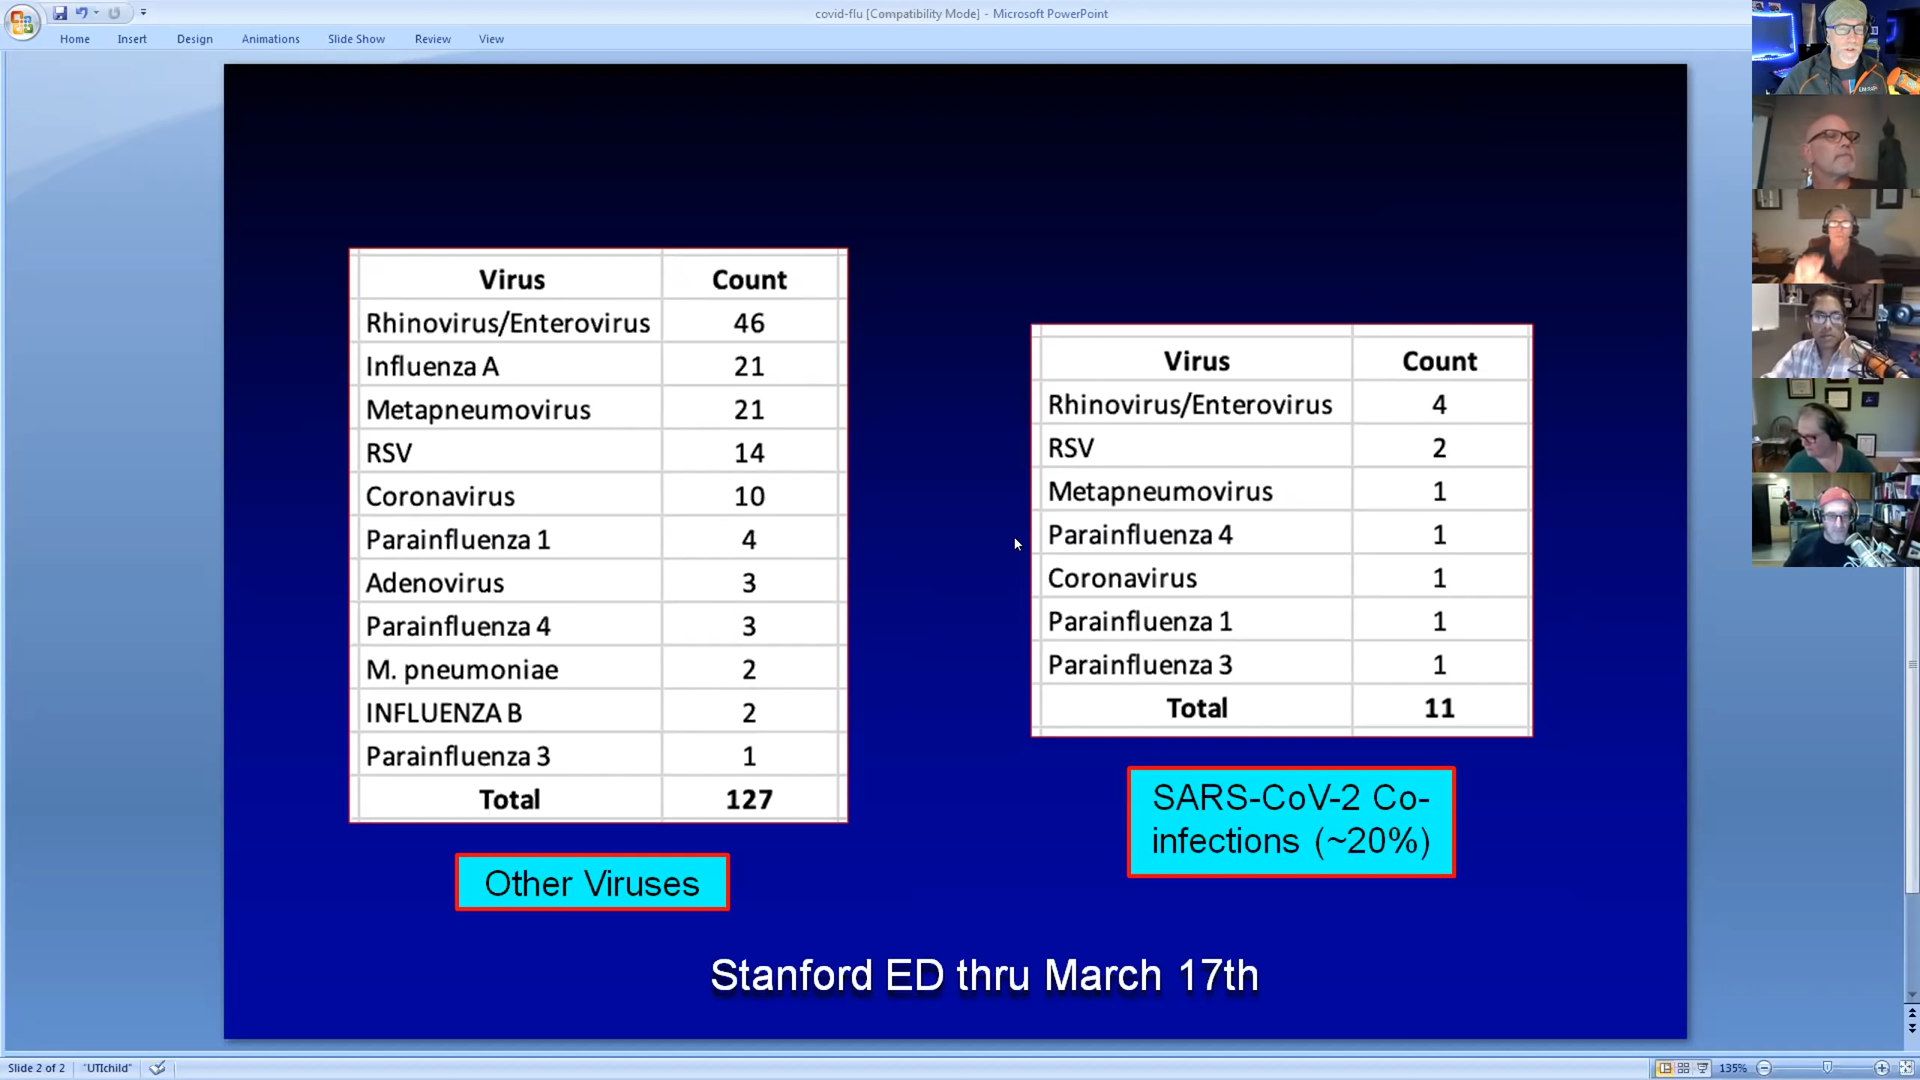 covid-flu [Compatibility Mode] - Microsoft PowerPoint
Home Insert Design Animations Slide Show Review View
Virus Count
Rhinovirus/Enterovirus 46
Influenza A 21
Metapneumovirus 21
RSV 14
Coronavirus 10
Parainfluenza 1 4
Adenovirus 3
Parainfluenza 4 3
M. pneumoniae 2
INFLUENZA B 2
Parainfluenza 3 1
Total 127
Other Viruses
Virus Count
Rhinovirus/Enterovirus 4
RSV 2
Metapneumovirus 1
Parainfluenza 4 1
Coronavirus 1
Parainfluenza 1 1
Parainfluenza 3 1
Total 11
SARS-CoV-2 Co-
infections (~20%)
Stanford ED thru March 17th
Slide 2 of 2 "UTIchild" 135%